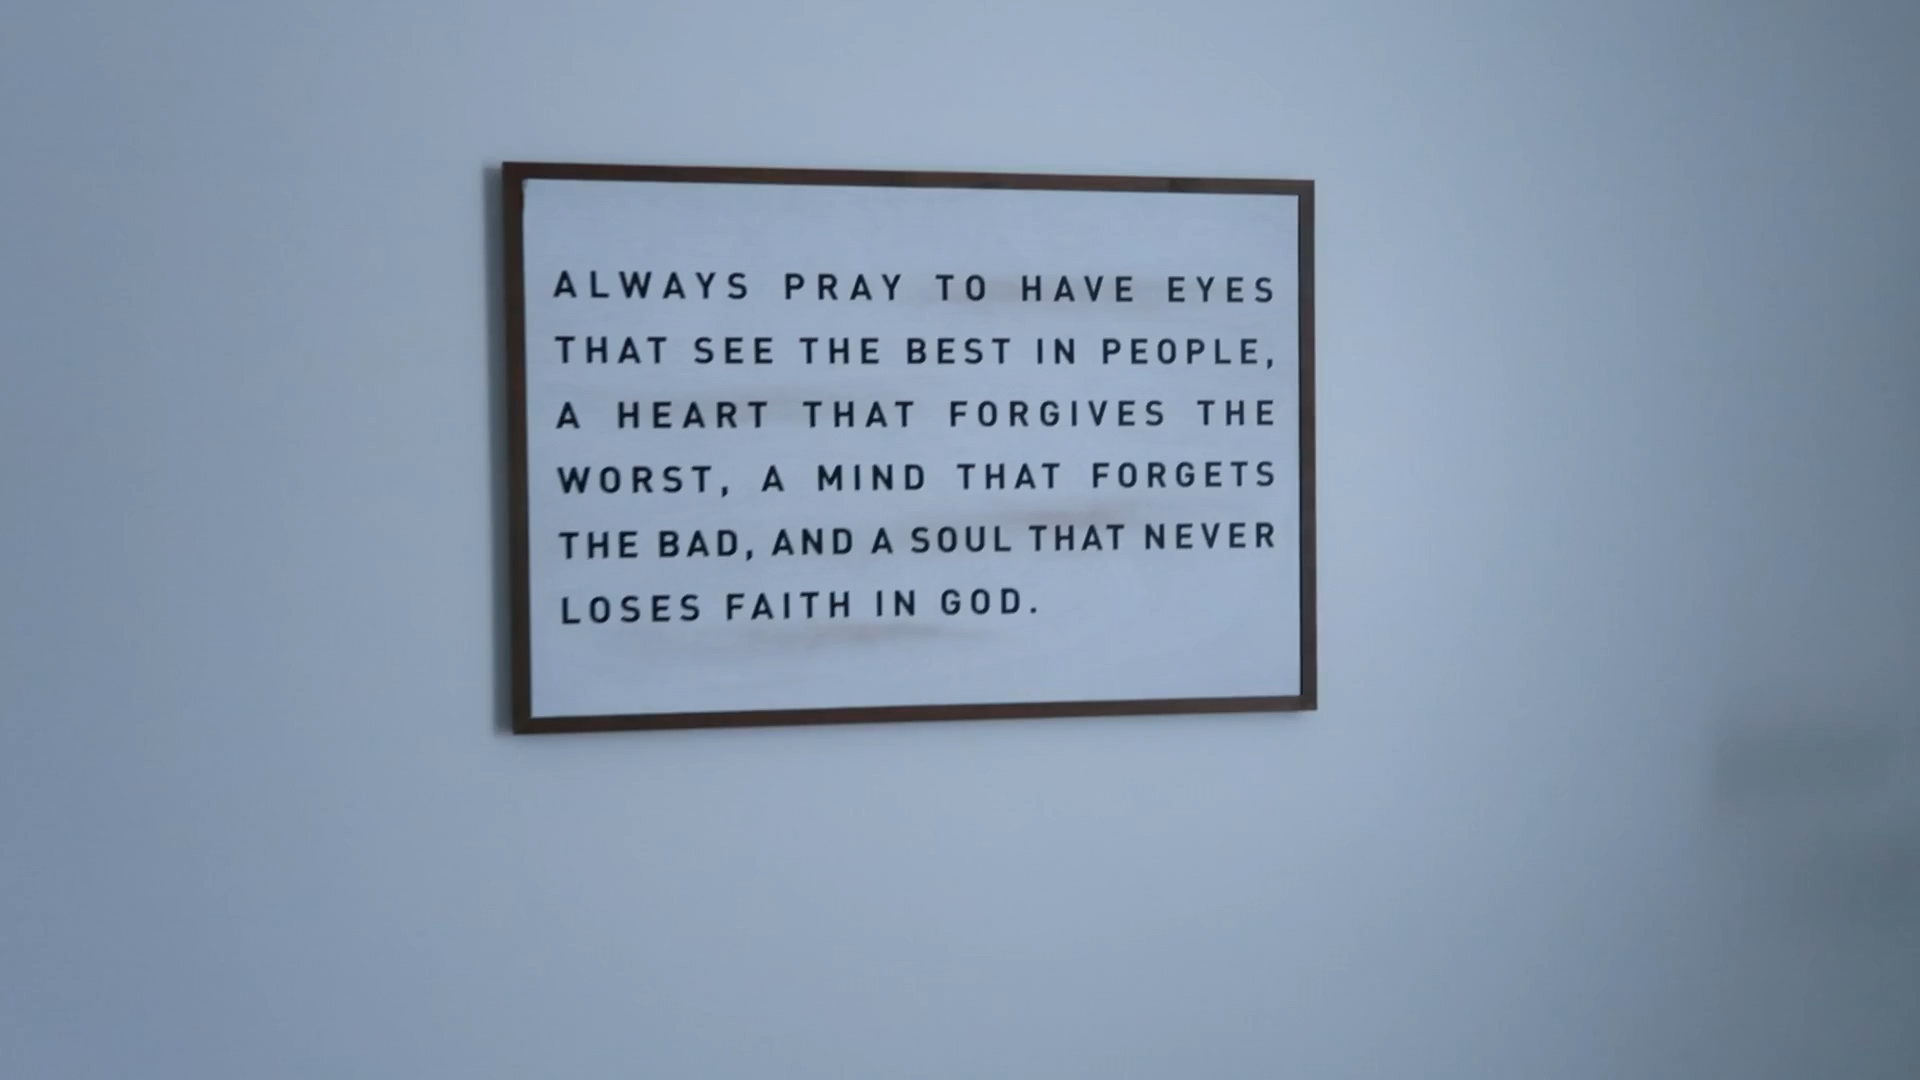 ALWAYS PRAY TO HAVE EYES
THAT SEE THE BEST IN PEOPLE,
A HEART THAT FORGIVES THE
WORST, A MIND THAT FORGETS
THE BAD, AND A SOUL THAT NEVER
LOSES FAITH IN GOD.